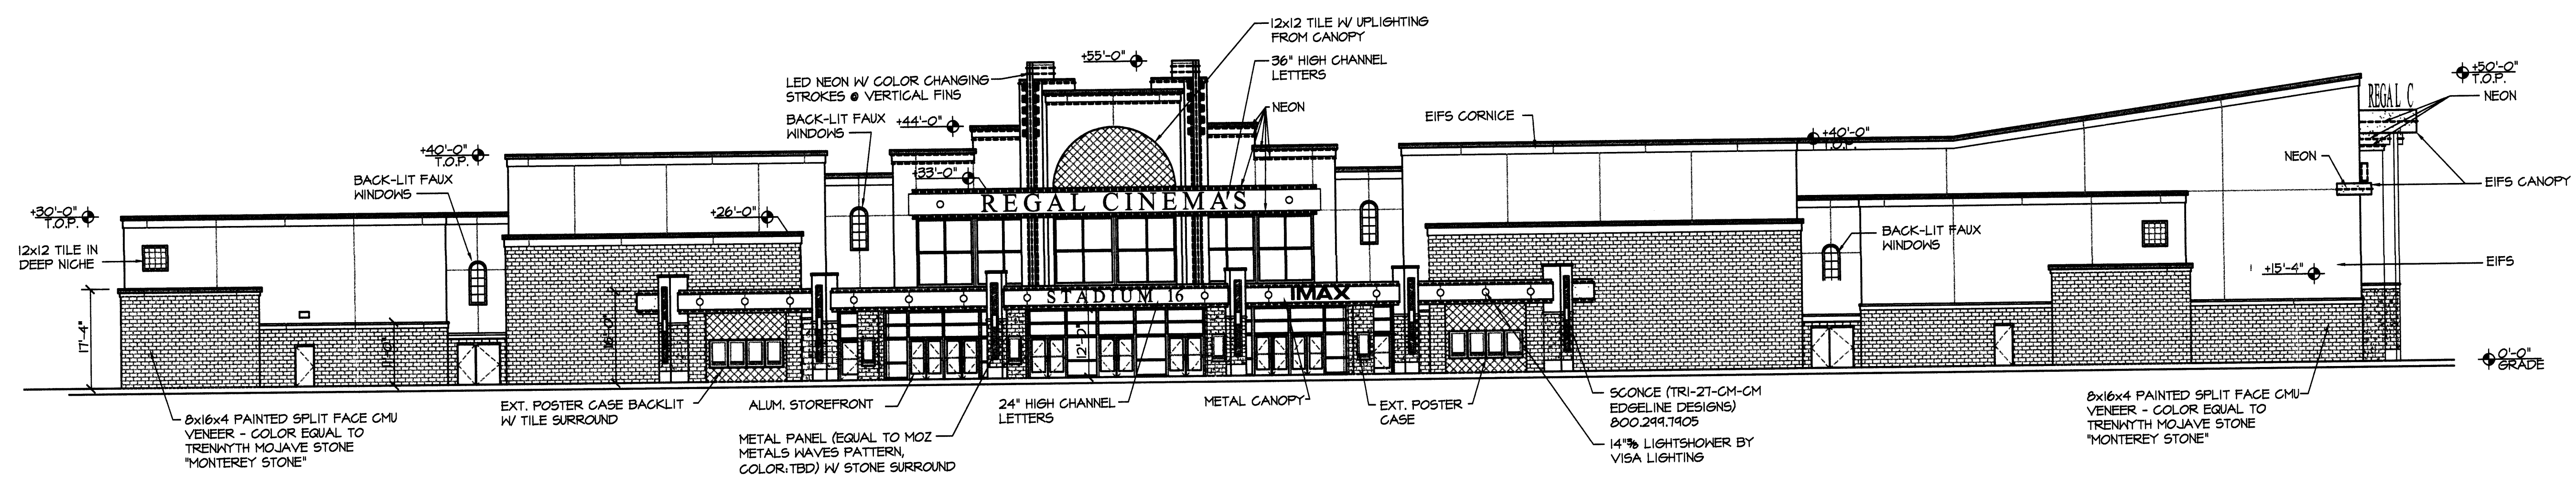 12x12 TILE W/ UPLIGHTING
FROM CANOPY
+55'-0"
36" HIGH CHANNEL
LETTERS
LED NEON W/ COLOR CHANGING
STROKES @ VERTICAL FINS
NEON
BACK-LIT FAUX
WINDOWS
+44'-0"
EIFS CORNICE
+50'-0"
T.O.P.
REGAL C
NEON
+40'-0"
T.O.P.
+40'-0"
T.O.P.
NEON
BACK-LIT FAUX
WINDOWS
+33'-0"
EIFS CANOPY
REGAL CINEMA'S
+30'-0"
T.O.P.
+26'-0"
BACK-LIT FAUX
WINDOWS
12x12 TILE IN
DEEP NICHE
EIFS
+15'-4"
STADIUM 16
IMAX
17'-4"
16'-0"
12'-0"
0'-0"
GRADE
8x16x4 PAINTED SPLIT FACE CMU
VENEER - COLOR EQUAL TO
TRENWYTH MOJAVE STONE
"MONTEREY STONE"
EXT. POSTER CASE BACKLIT
W/ TILE SURROUND
ALUM. STOREFRONT
METAL PANEL (EQUAL TO MOZ
METALS WAVES PATTERN,
COLOR:TBD) W/ STONE SURROUND
24" HIGH CHANNEL
LETTERS
METAL CANOPY
EXT. POSTER
CASE
SCONCE (TRI-27-CM-CM
EDGELINE DESIGNS)
800.299.7905
LIGHTSHOWER BY
VISA LIGHTING
8x16x4 PAINTED SPLIT FACE CMU
VENEER - COLOR EQUAL TO
TRENWYTH MOJAVE STONE
"MONTEREY STONE"